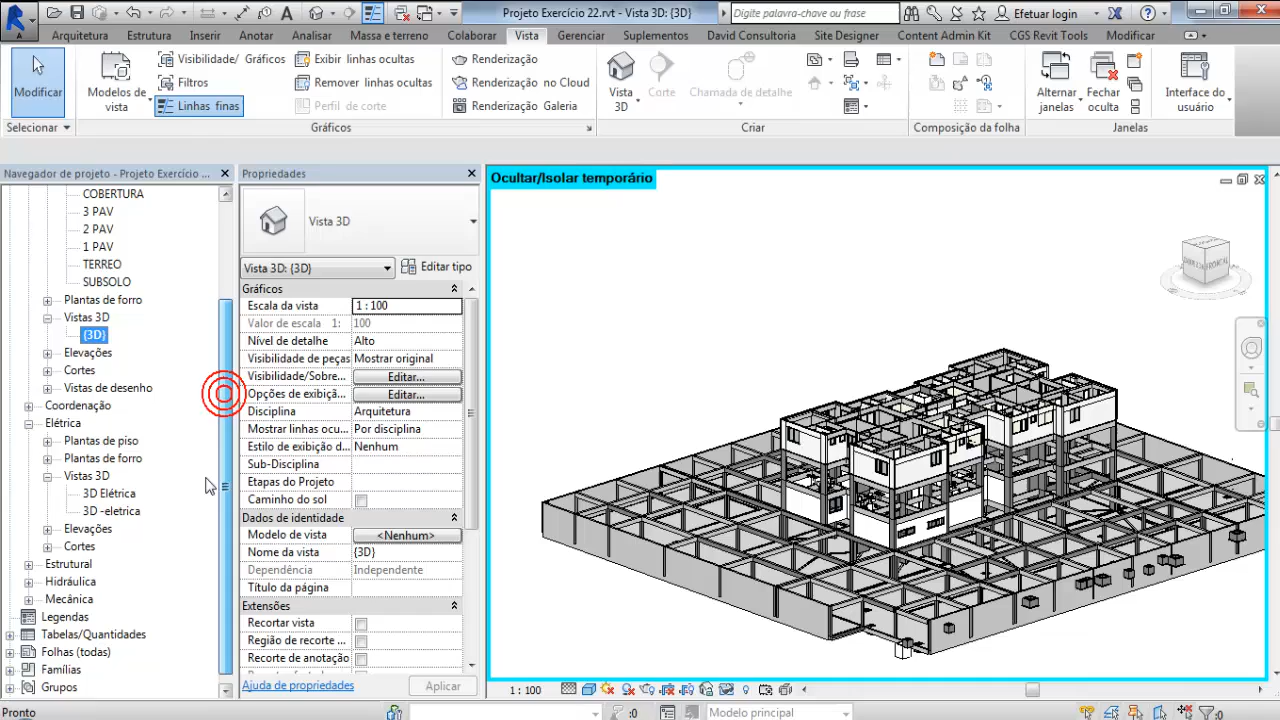 Projeto Exercício 22.rvt - Vista 3D: {3D}
Digite palavra-chave ou frase
Efetuar login
Arquitetura
Estrutura
Inserir
Anotar
Analisar
Massa e terreno
Colaborar
Vista
Gerenciar
Suplementos
David Consultoria
Site Designer
Content Admin Kit
CGS Revit Tools
Modificar
Modificar
Modelos de
vista
Visibilidade/ Gráficos
Filtros
Linhas finas
Exibir linhas ocultas
Remover linhas ocultas
Perfil de corte
Renderização
Renderização no Cloud
Renderização Galeria
Vista
3D
Corte
Chamada de detalhe
Alternar
janelas
Fechar
oculta
Interface do
usuário
Selecionar
Gráficos
Criar
Composição da folha
Janelas
Navegador de projeto - Projeto Exercício ...
COBERTURA
3 PAV
2 PAV
1 PAV
TERREO
SUBSOLO
Plantas de forro
Vistas 3D
{3D}
Elevações
Cortes
Vistas de desenho
Coordenação
Elétrica
Plantas de piso
Plantas de forro
Vistas 3D
3D Elétrica
3D -eletrica
Elevações
Cortes
Estrutural
Hidráulica
Mecânica
Legendas
Tabelas/Quantidades
Folhas (todas)
Famílias
Grupos
Propriedades
Vista 3D
Vista 3D: {3D}
Editar tipo
Gráficos
Escala da vista 1 : 100
Valor de escala 1: 100
Nível de detalhe Alto
Visibilidade de peças Mostrar original
Visibilidade/Sobre... Editar...
Opções de exibiçã... Editar...
Disciplina Arquitetura
Mostrar linhas ocu... Por disciplina
Estilo de exibição d... Nenhum
Sub-Disciplina
Etapas do Projeto
Caminho do sol
Dados de identidade
Modelo de vista <Nenhum>
Nome da vista {3D}
Dependência Independente
Título da página
Extensões
Recortar vista
Região de recorte ...
Recorte de anotação
Ajuda de propriedades
Aplicar
Ocultar/Isolar temporário
1 : 100
Pronto
:0
Modelo principal
:0